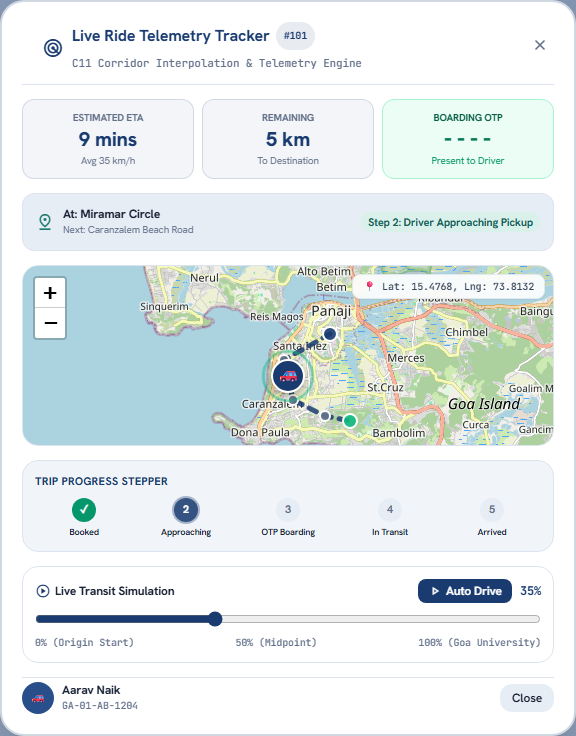 Live Ride Telemetry Tracker #101
C11 Corridor Interpolation & Telemetry Engine
ESTIMATED ETA
9 mins
Avg 35 km/h
REMAINING
5 km
To Destination
BOARDING OTP
- - - -
Present to Driver
At: Miramar Circle
Next: Caranzalem Beach Road
Step 2: Driver Approaching Pickup
+
−
Lat: 15.4768, Lng: 73.8132
Nerul
Alto Betim
Betim
Sinquerim
Reis Magos
Panaji
Chimbel
Santa Inez
Merces
St.Cruz
Goalim M
Goa Island
Curca
Dona Paula
Bambolim
Gancim
TRIP PROGRESS STEPPER
✓ 2 3 4 5
Booked Approaching OTP Boarding In Transit Arrived
Live Transit Simulation
Auto Drive 35%
0% (Origin Start) 50% (Midpoint) 100% (Goa University)
Aarav Naik
GA-01-AB-1204
Close